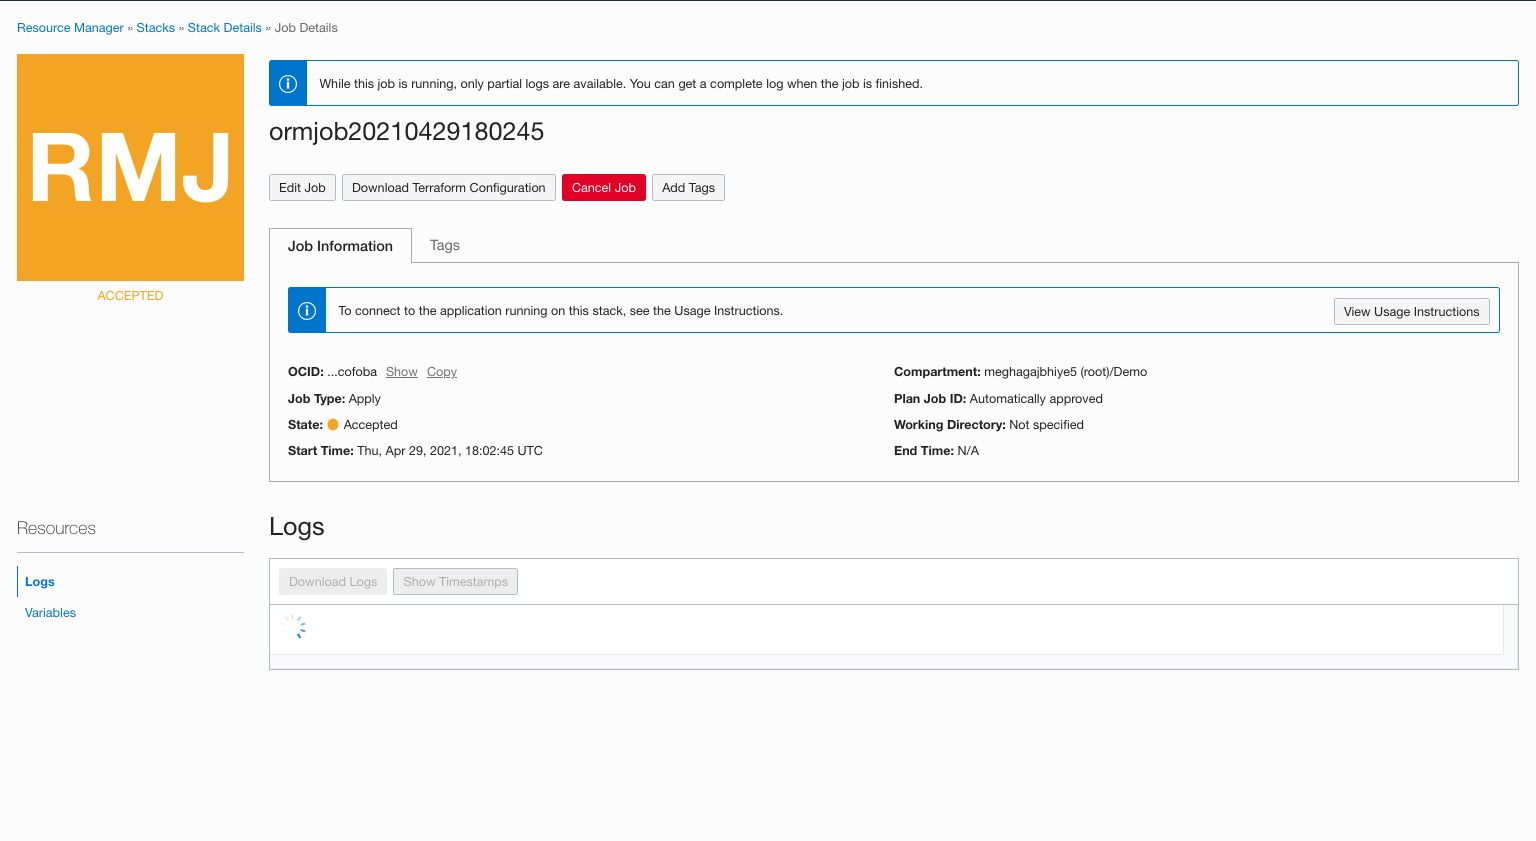 Resource Manager » Stacks » Stack Details » Job Details
RMJ
ACCEPTED
While this job is running, only partial logs are available. You can get a complete log when the job is finished.
ormjob20210429180245
Edit Job Download Terraform Configuration Cancel Job Add Tags
Job Information Tags
To connect to the application running on this stack, see the Usage Instructions. View Usage Instructions
OCID: ...cofoba Show Copy
Job Type: Apply
State: Accepted
Start Time: Thu, Apr 29, 2021, 18:02:45 UTC
Compartment: meghagajbhiye5 (root)/Demo
Plan Job ID: Automatically approved
Working Directory: Not specified
End Time: N/A
Resources
Logs
Variables
Logs
Download Logs Show Timestamps